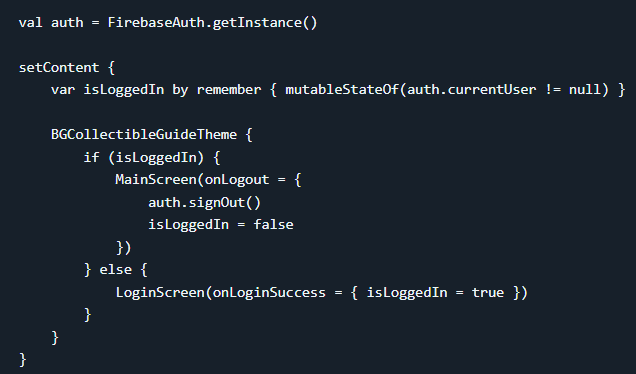 val auth = FirebaseAuth.getInstance()

setContent {
    var isLoggedIn by remember { mutableStateOf(auth.currentUser != null) }

    BGCollectibleGuideTheme {
        if (isLoggedIn) {
            MainScreen(onLogout = {
                auth.signOut()
                isLoggedIn = false
            })
        } else {
            LoginScreen(onLoginSuccess = { isLoggedIn = true })
        }
    }
}